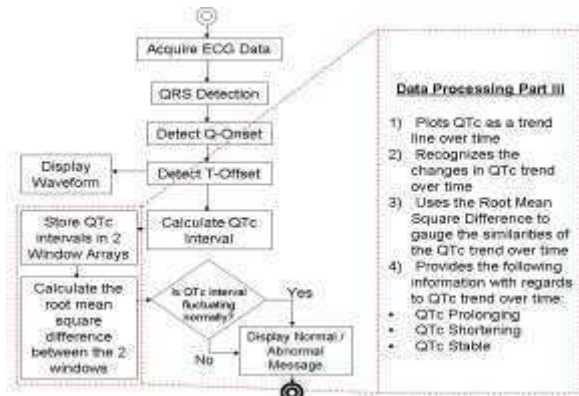 Acquire ECG Data
QRS Detection
Detect Q-Onset
Display
Waveform
Detect T-Offset
Store QTc
intervals in 2
Window Arrays
Calculate QTc
Interval
Calculate the
root mean
square
difference
between the 2
windows
Is QTc interval
fluctuating
normally?
Yes
No
Display Normal /
Abnormal
Message
Data Processing Part III
1) Plots QTc as a trend
line over time
2) Recognizes the
changes in QTc trend
over time
3) Uses the Root Mean
Square Difference to
gauge the similarities
of the QTc trend over time
4) Provides the following
information with regards
to QTc trend over time:
• QTc Prolonging
• QTc Shortening
• QTc Stable